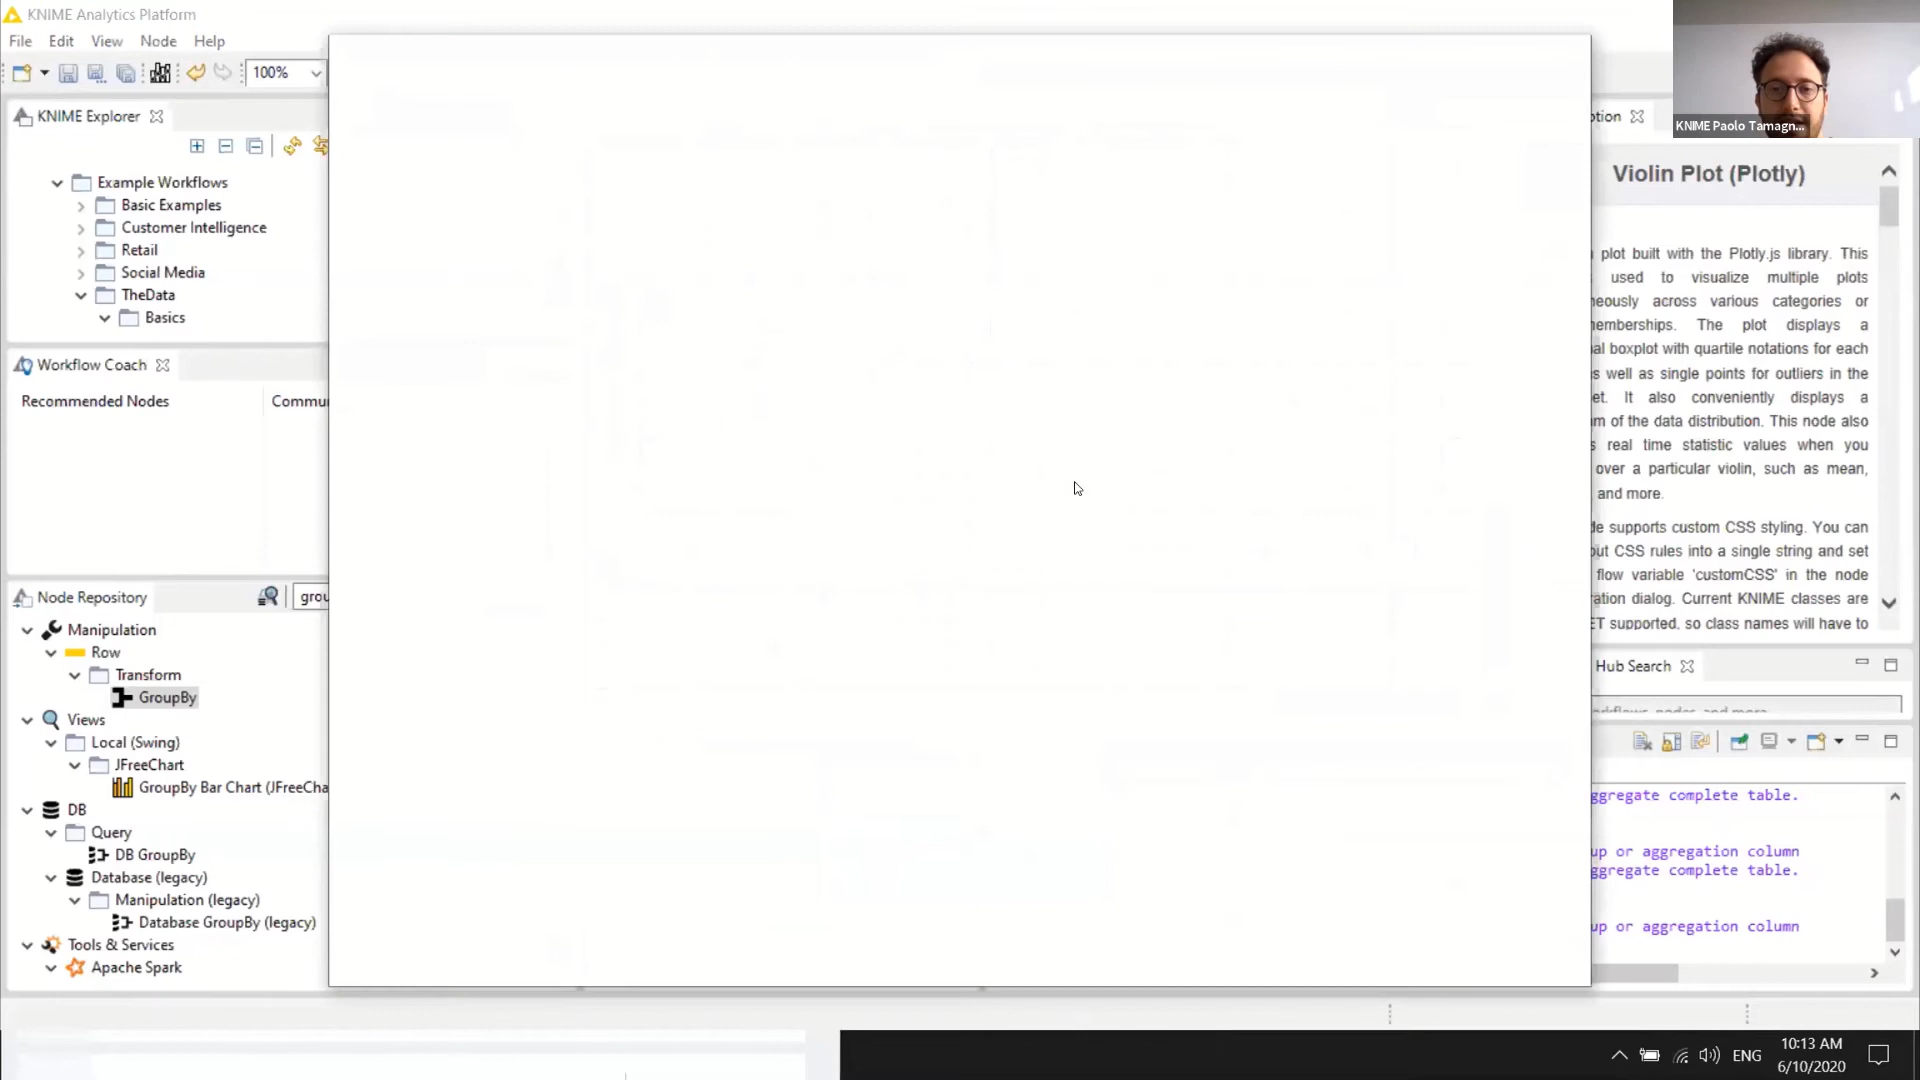 KNIME Analytics Platform
File Edit View Node Help
100%
KNIME Explorer
Example Workflows
Basic Examples
Customer Intelligence
Retail
Social Media
TheData
Basics
Workflow Coach
Recommended Nodes
Commu
Node Repository
grou
Manipulation
Row
Transform
GroupBy
Views
Local (Swing)
JFreeChart
GroupBy Bar Chart (JFreeCha
DB
Query
DB GroupBy
Database (legacy)
Manipulation (legacy)
Database GroupBy (legacy)
Tools & Services
Apache Spark
KNIME Paolo Tamagn...
ption
Violin Plot (Plotly)
plot built with the Plotly.js library. This
used to visualize multiple plots
neously across various categories or
emberships. The plot displays a
al boxplot with quartile notations for each
s well as single points for outliers in the
et. It also conveniently displays a
m of the data distribution. This node also
s real time statistic values when you
over a particular violin, such as mean,
and more.
de supports custom CSS styling. You can
out CSS rules into a single string and set
flow variable 'customCSS' in the node
ration dialog. Current KNIME classes are
ET supported, so class names will have to
Hub Search
orkflows, nodes, and more...
ggregate complete table.
up or aggregation column
ggregate complete table.
up or aggregation column
ENG
10:13 AM
6/10/2020